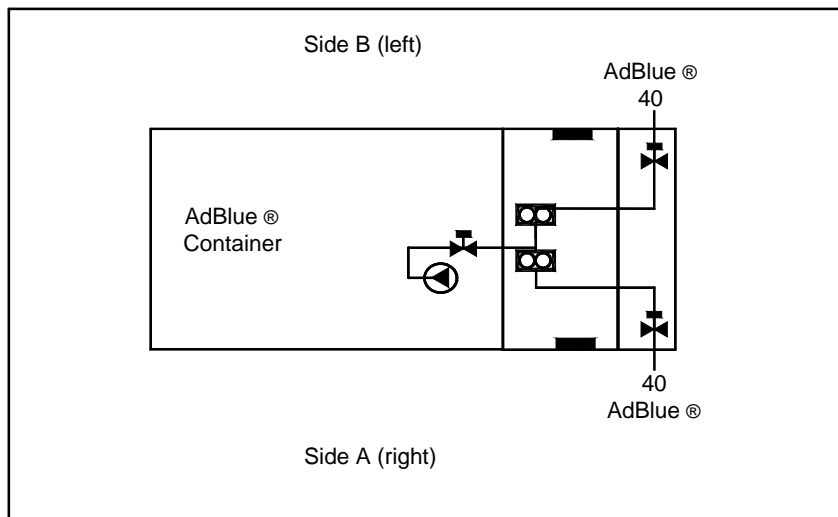 Side B (left)
AdBlue ®
40
AdBlue ®
Container
40
AdBlue ®
Side A (right)